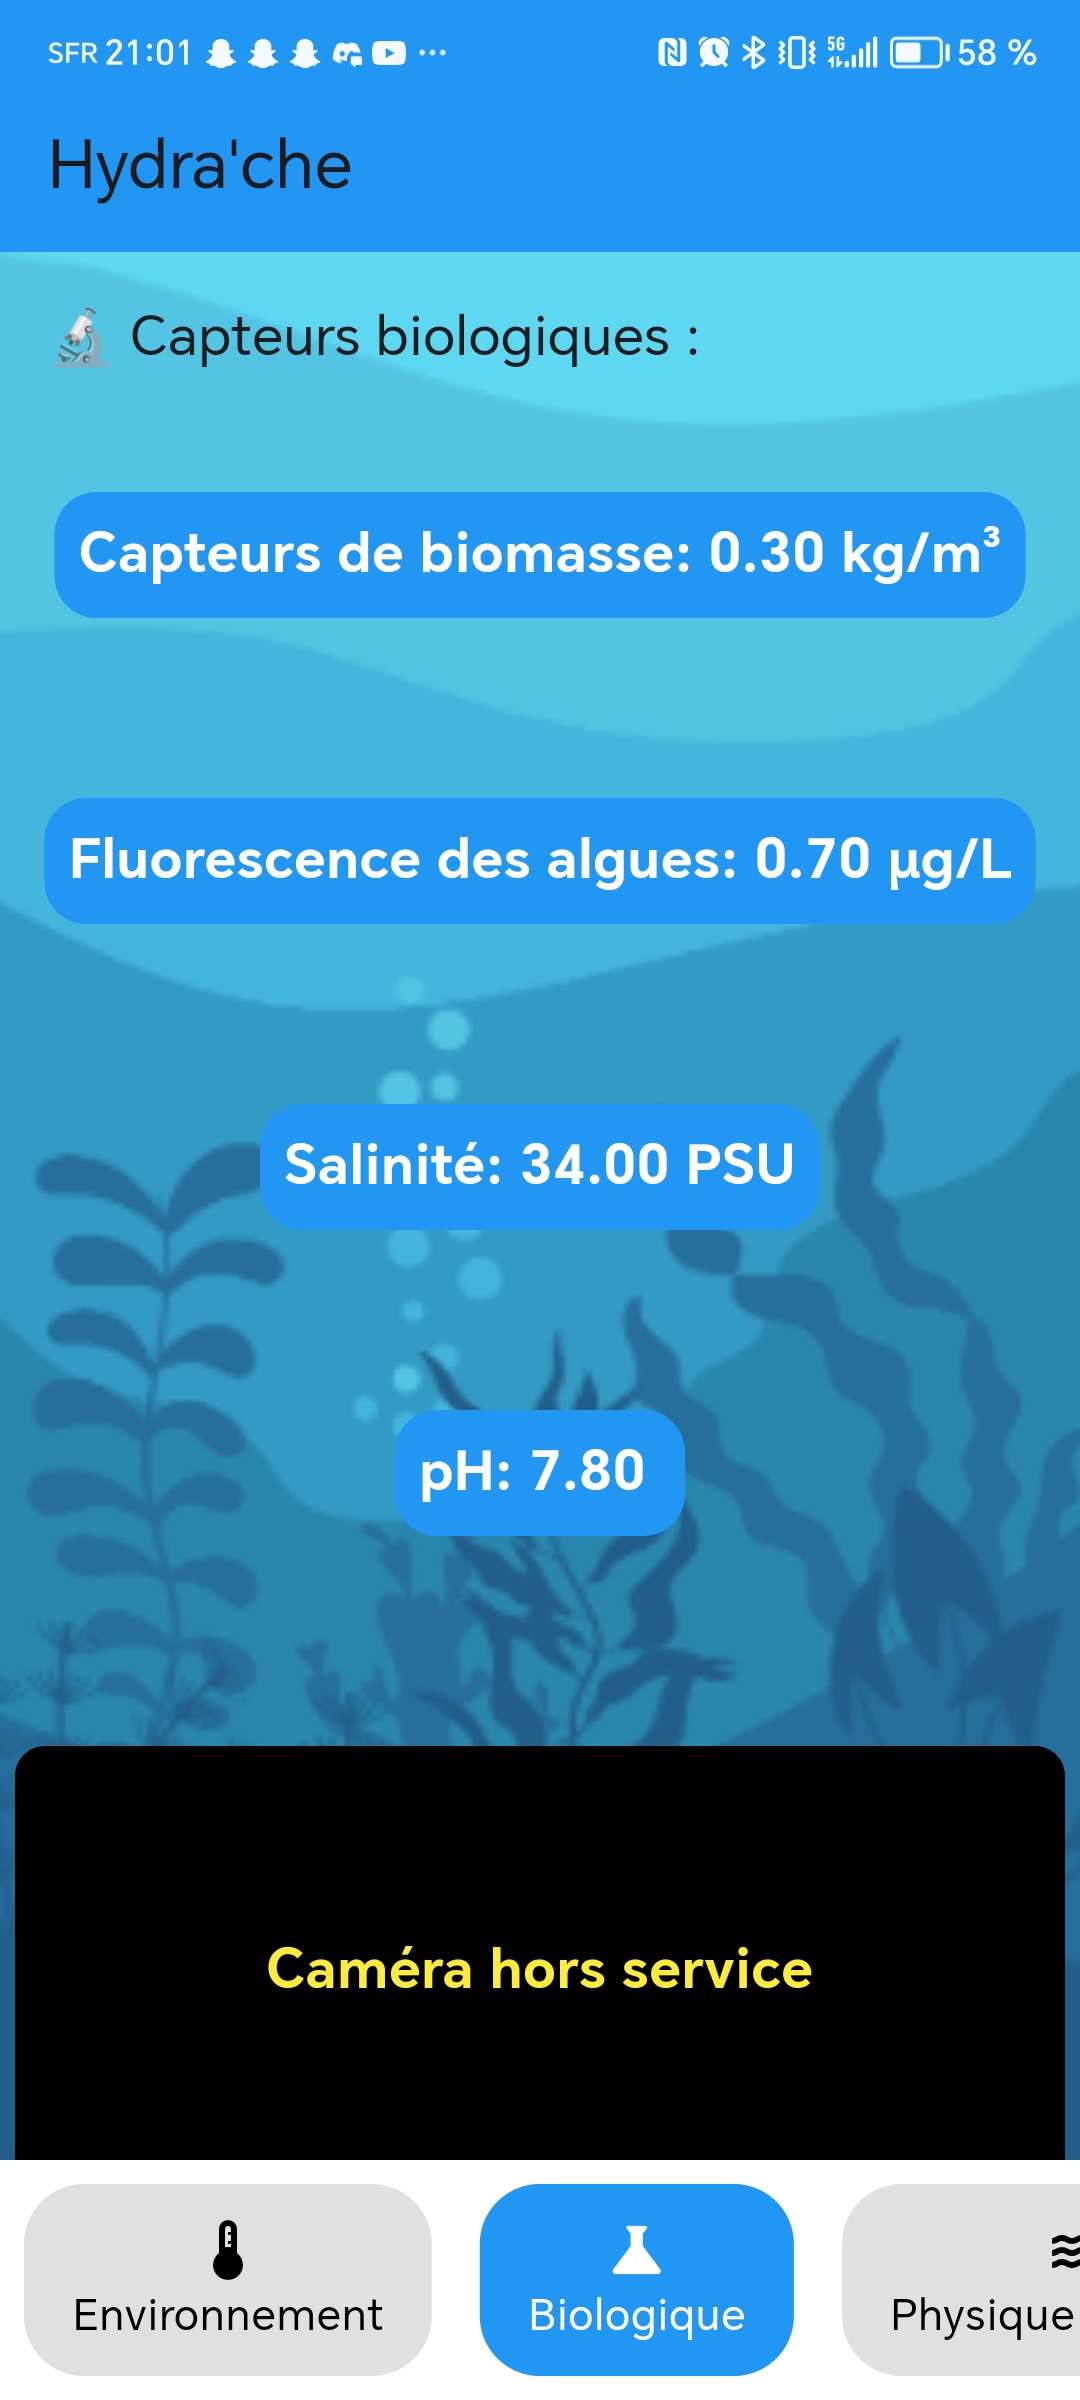 SFR 21:01 ... 5G 58 %
Hydra'che
🔬 Capteurs biologiques :
Capteurs de biomasse: 0.30 kg/m³
Fluorescence des algues: 0.70 µg/L
Salinité: 34.00 PSU
pH: 7.80
Caméra hors service
Environnement
Biologique
Physique